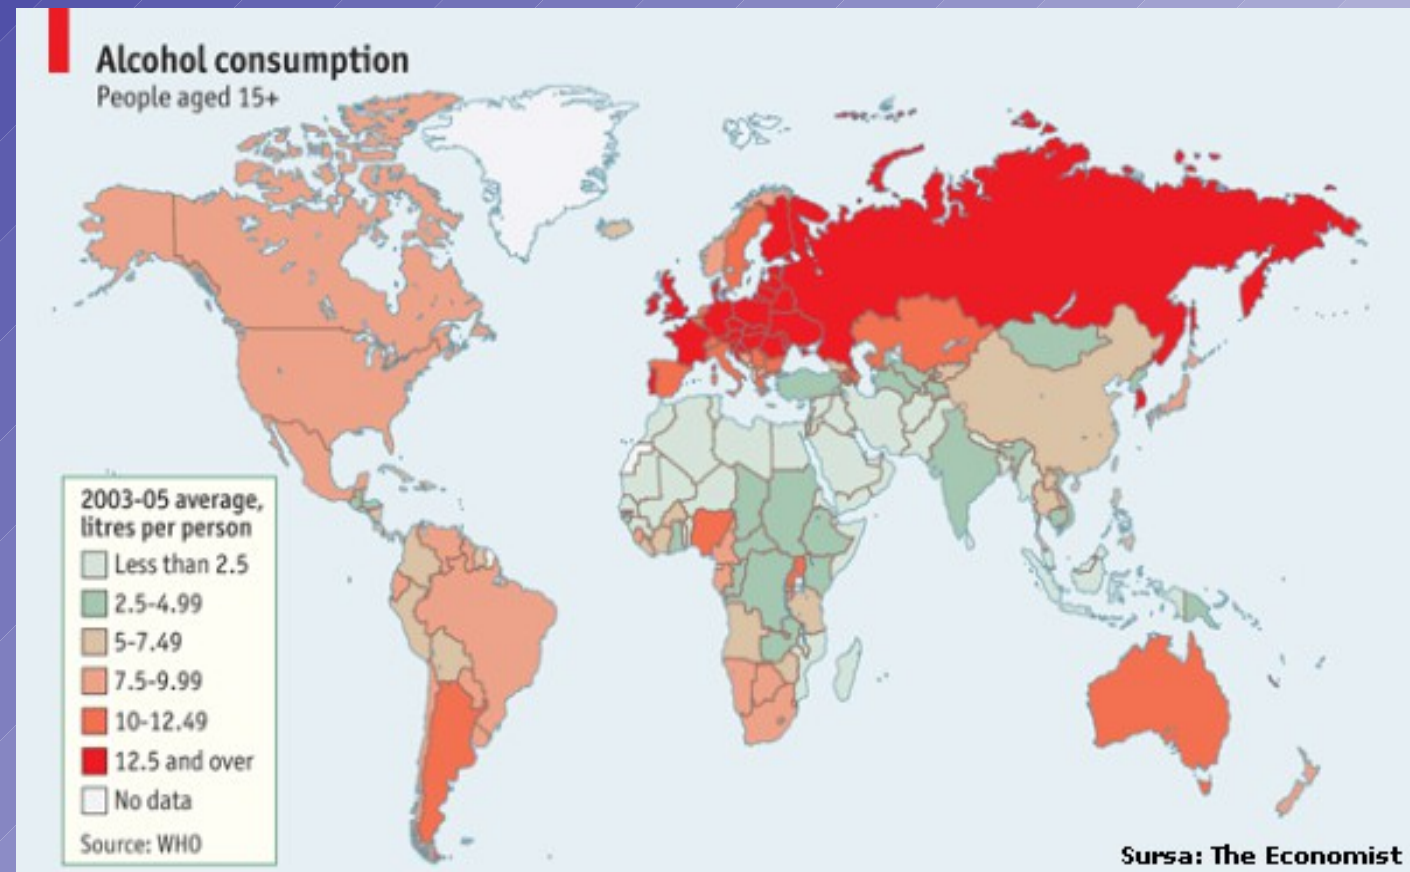 Alcohol consumption
People aged 15+
2003-05 average,
litres per person
Less than 2.5
2.5-4.99
5-7.49
7.5-9.99
10-12.49
12.5 and over
No data
Source: WHO
Sursa: The Economist